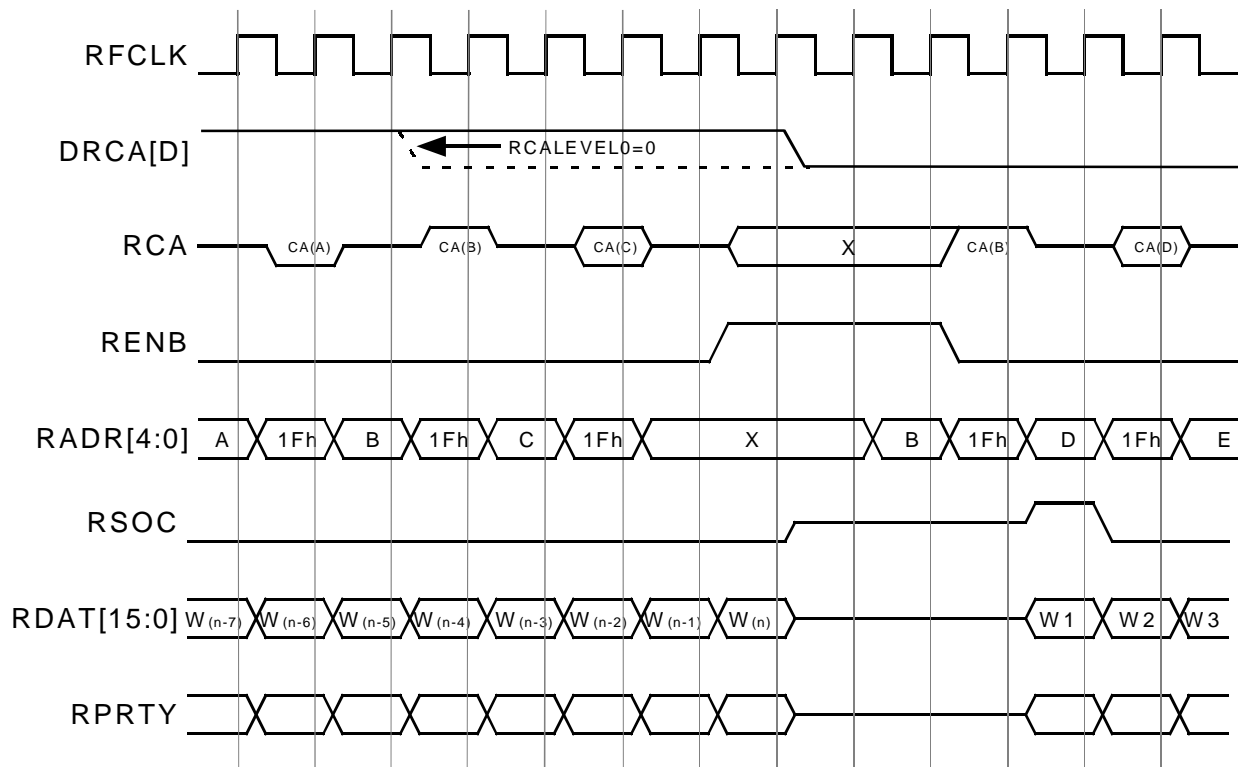 RFCLK
DRCA[D]
RCALEVEL0=0
RCA CA(A) CA(B) CA(C) X CA(B) CA(D)
RENB
RADR[4:0] A 1Fh B 1Fh C 1Fh X B 1Fh D 1Fh E
RSOC
RDAT[15:0] W(n-7) W(n-6) W(n-5) W(n-4) W(n-3) W(n-2) W(n-1) W(n) W1 W2 W3
RPRTY